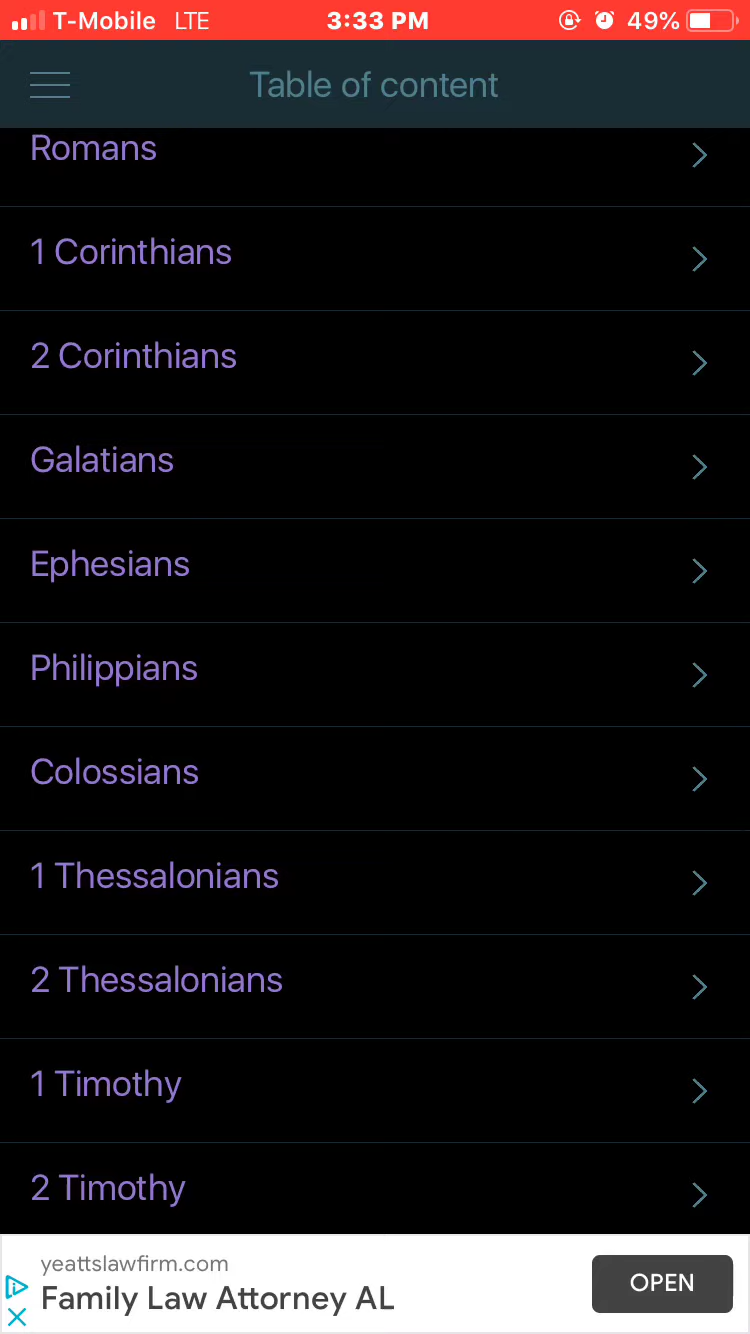 T-Mobile LTE 3:33 PM 49%
Table of content
Romans
1 Corinthians
2 Corinthians
Galatians
Ephesians
Philippians
Colossians
1 Thessalonians
2 Thessalonians
1 Timothy
2 Timothy
yeattslawfirm.com
Family Law Attorney AL
OPEN